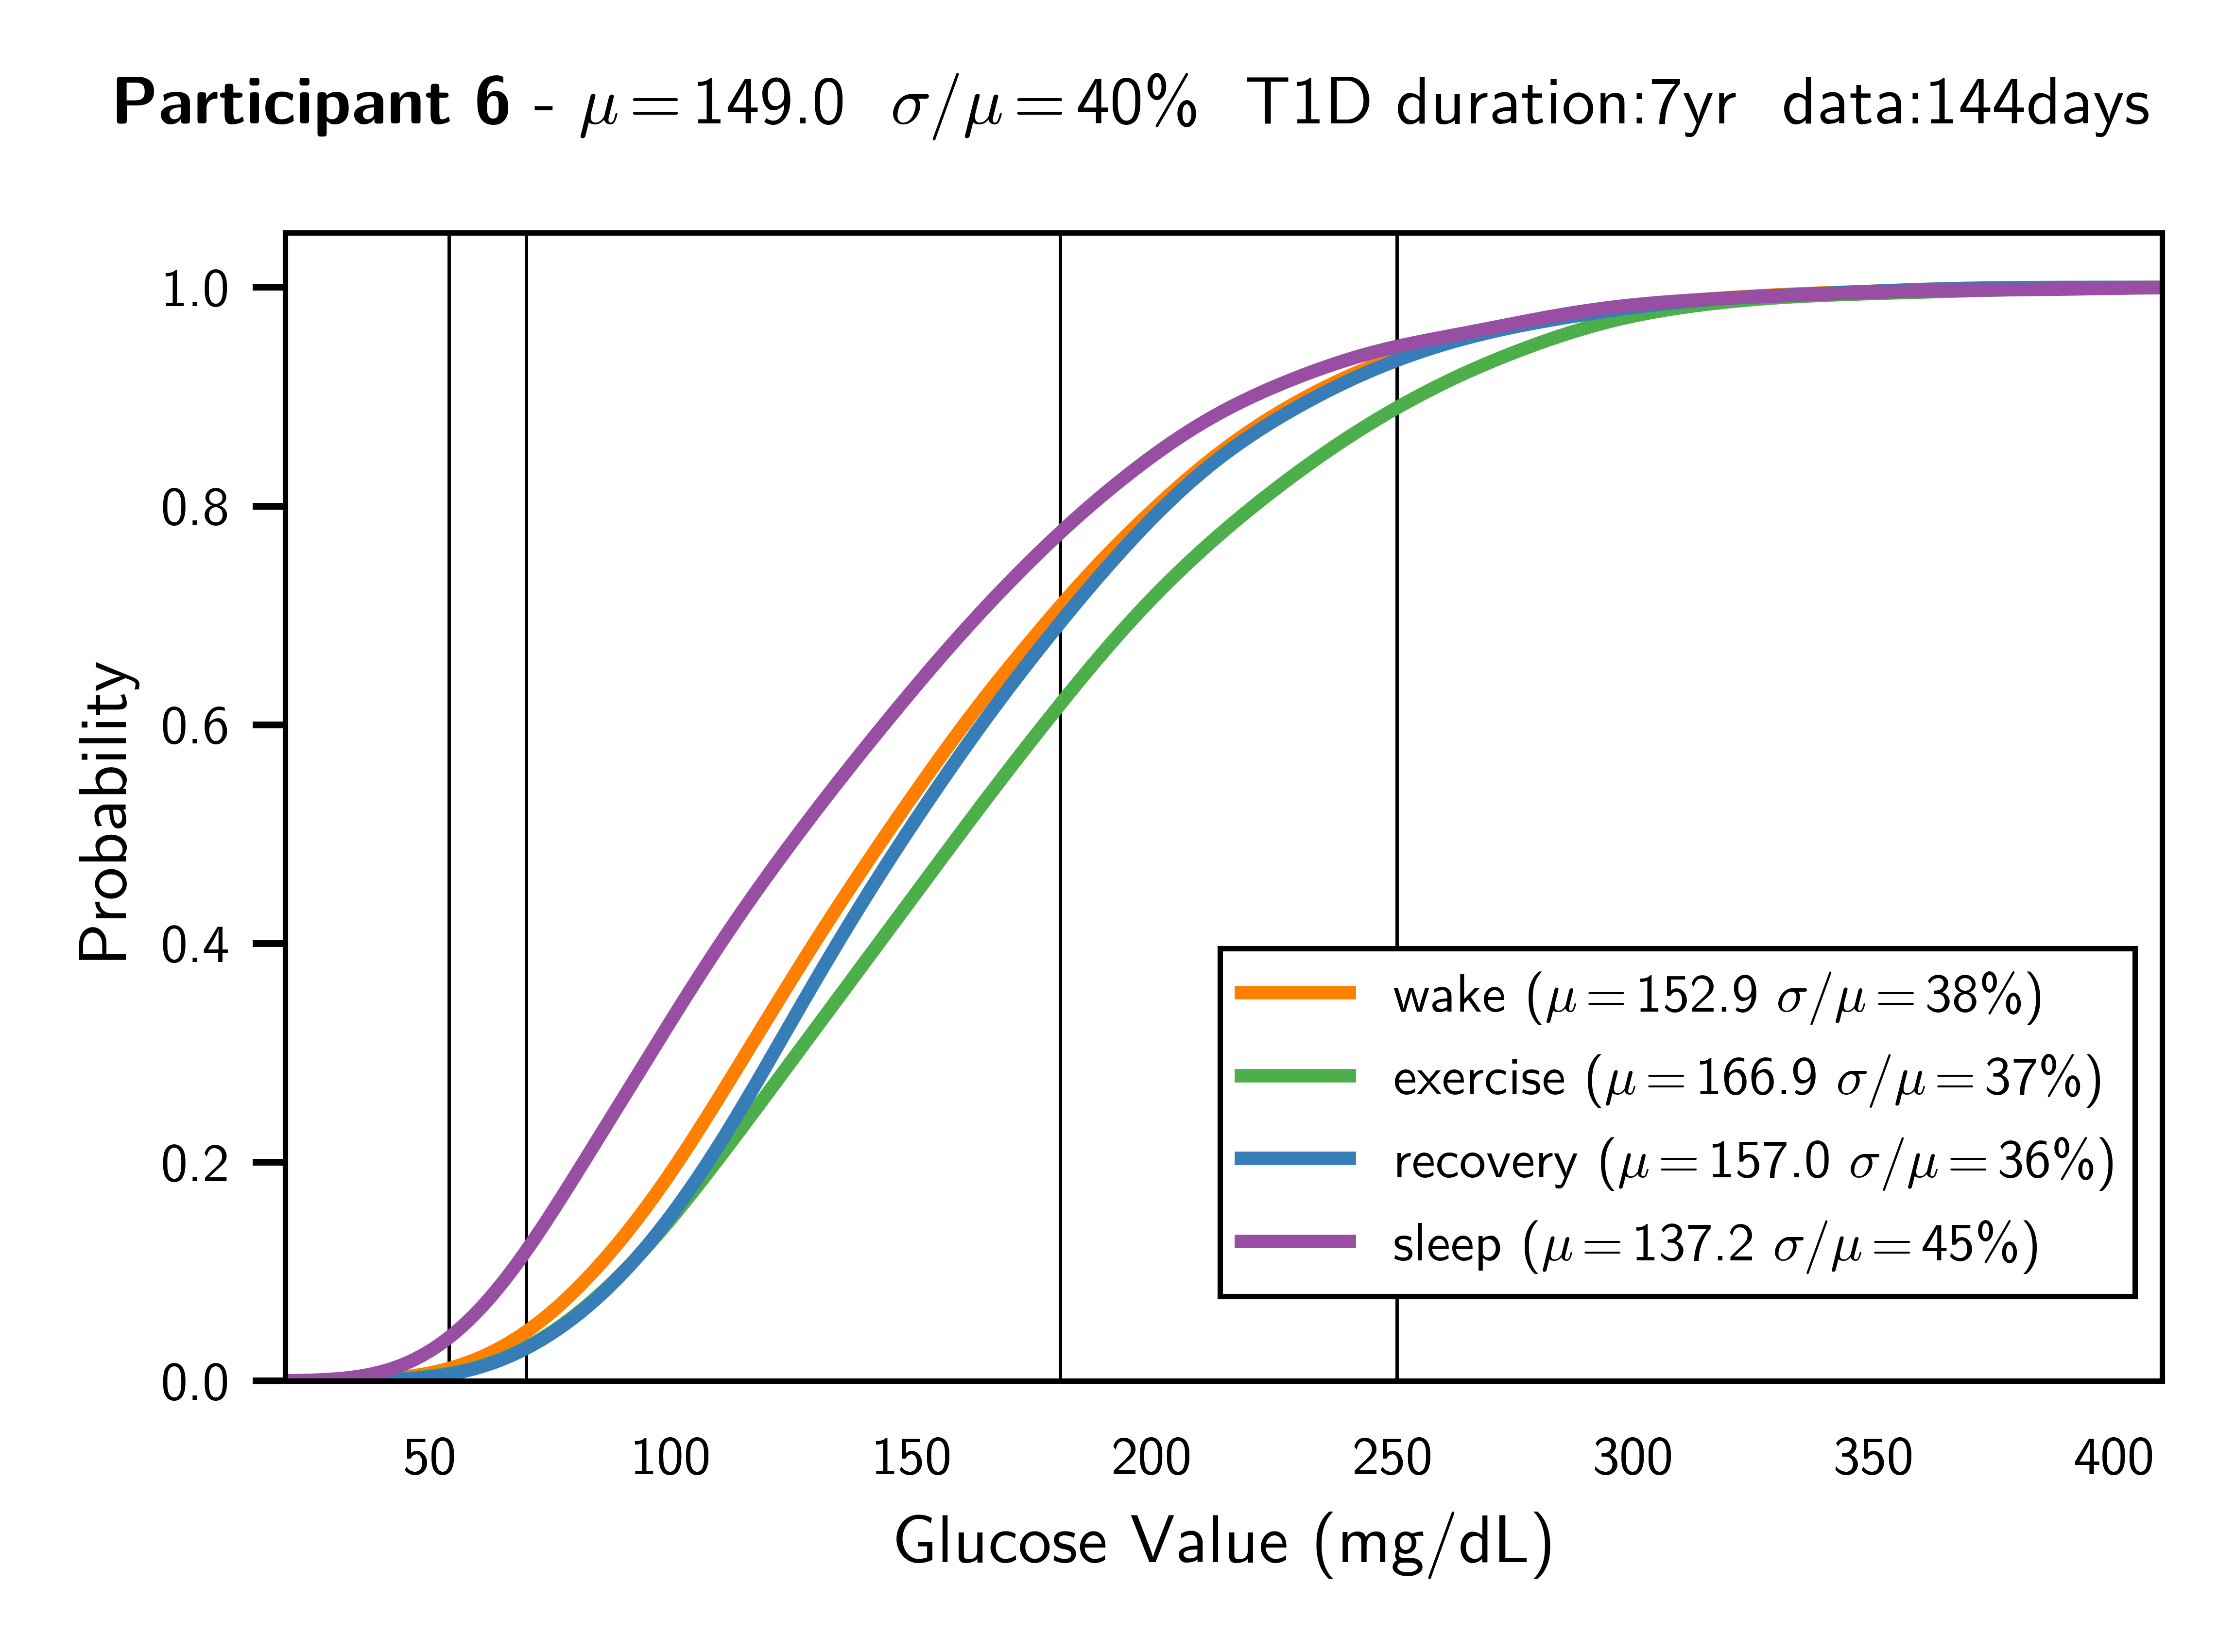 Participant 6 - μ = 149.0 σ/μ = 40% T1D duration:7yr data:144days
1.0
0.8
0.6
0.4
0.2
0.0
Probability
wake (μ = 152.9 σ/μ = 38%)
exercise (μ = 166.9 σ/μ = 37%)
recovery (μ = 157.0 σ/μ = 36%)
sleep (μ = 137.2 σ/μ = 45%)
50 100 150 200 250 300 350 400
Glucose Value (mg/dL)